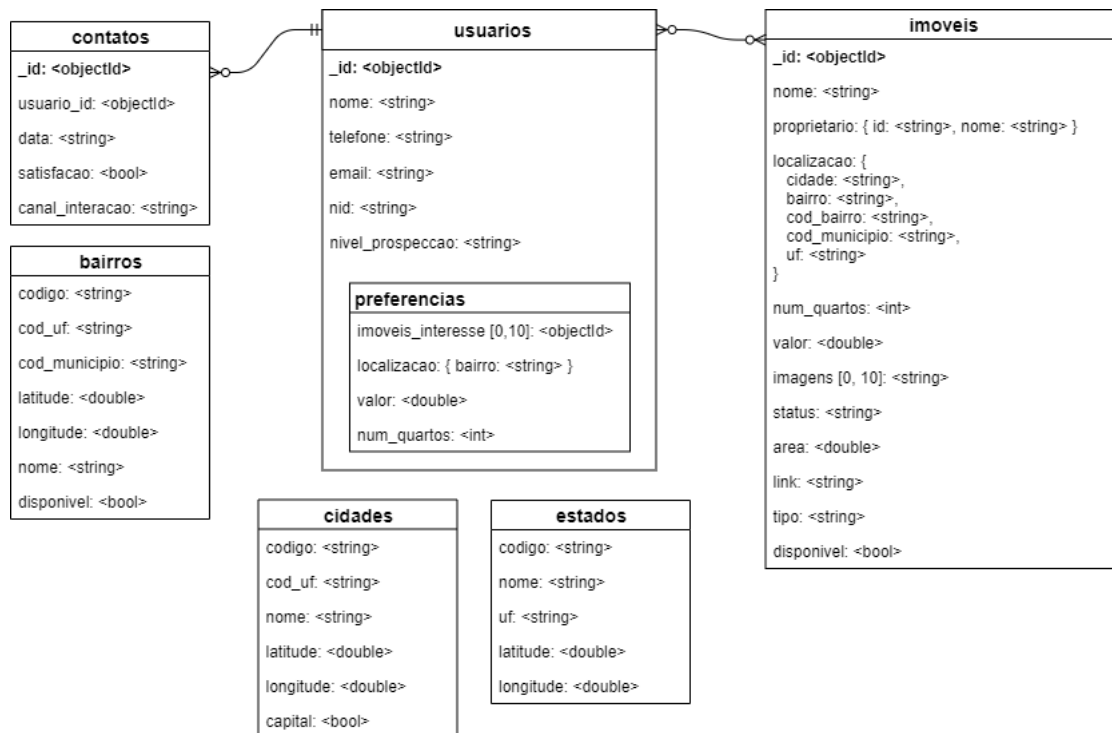 contatos
_id: <objectId>
usuario_id: <objectId>
data: <string>
satisfacao: <bool>
canal_interacao: <string>
usuarios
_id: <objectId>
nome: <string>
telefone: <string>
email: <string>
nid: <string>
nivel_prospeccao: <string>
preferencias
imoveis_interesse [0,10]: <objectId>
localizacao: { bairro: <string> }
valor: <double>
num_quartos: <int>
imoveis
_id: <objectId>
nome: <string>
proprietario: { id: <string>, nome: <string> }
localizacao: {
cidade: <string>,
bairro: <string>,
cod_bairro: <string>,
cod_municipio: <string>,
uf: <string>
}
num_quartos: <int>
valor: <double>
imagens [0, 10]: <string>
status: <string>
area: <double>
link: <string>
tipo: <string>
disponivel: <bool>
bairros
codigo: <string>
cod_uf: <string>
cod_municipio: <string>
latitude: <double>
longitude: <double>
nome: <string>
disponivel: <bool>
cidades
codigo: <string>
cod_uf: <string>
nome: <string>
latitude: <double>
longitude: <double>
capital: <bool>
estados
codigo: <string>
nome: <string>
uf: <string>
latitude: <double>
longitude: <double>